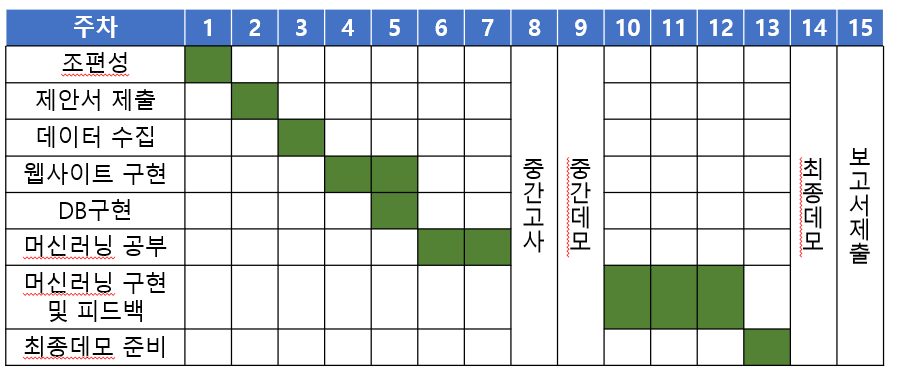 주차 1 2 3 4 5 6 7 8 9 10 11 12 13 14 15
조편성
제안서 제출
데이터 수집
웹사이트 구현
DB구현
머신러닝 공부
머신러닝 구현
및 피드백
최종데모 준비
중간고사
중간데모
최종데모
보고서제출